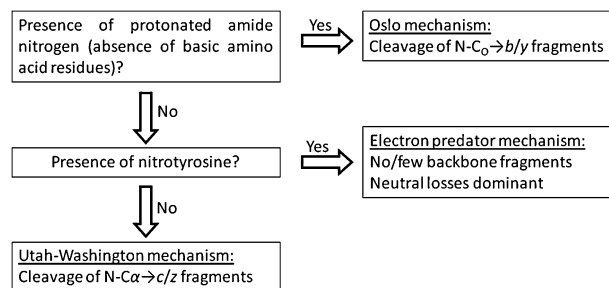 Presence of protonated amide
nitrogen (absence of basic amino
acid residues)?
Yes
Oslo mechanism:
Cleavage of N-Co→b/y fragments
No
Presence of nitrotyrosine?
Yes
Electron predator mechanism:
No/few backbone fragments
Neutral losses dominant
No
Utah-Washington mechanism:
Cleavage of N-Cα→c/z fragments